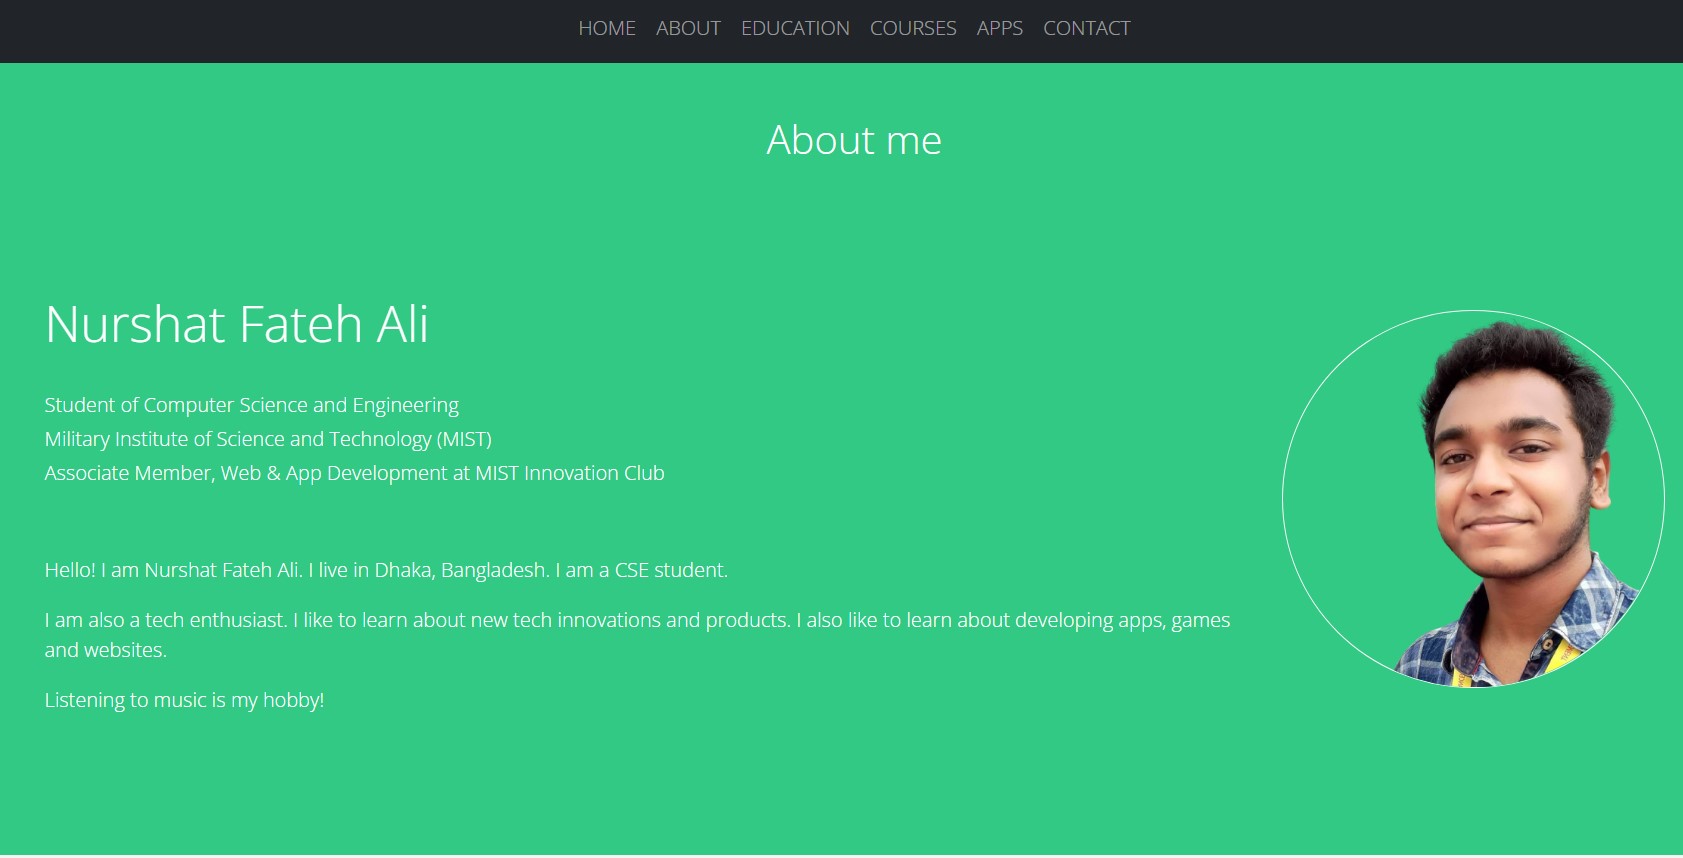 HOME ABOUT EDUCATION COURSES APPS CONTACT
About me
Nurshat Fateh Ali
Student of Computer Science and Engineering
Military Institute of Science and Technology (MIST)
Associate Member, Web & App Development at MIST Innovation Club
Hello! I am Nurshat Fateh Ali. I live in Dhaka, Bangladesh. I am a CSE student.
I am also a tech enthusiast. I like to learn about new tech innovations and products. I also like to learn about developing apps, games
and websites.
Listening to music is my hobby!